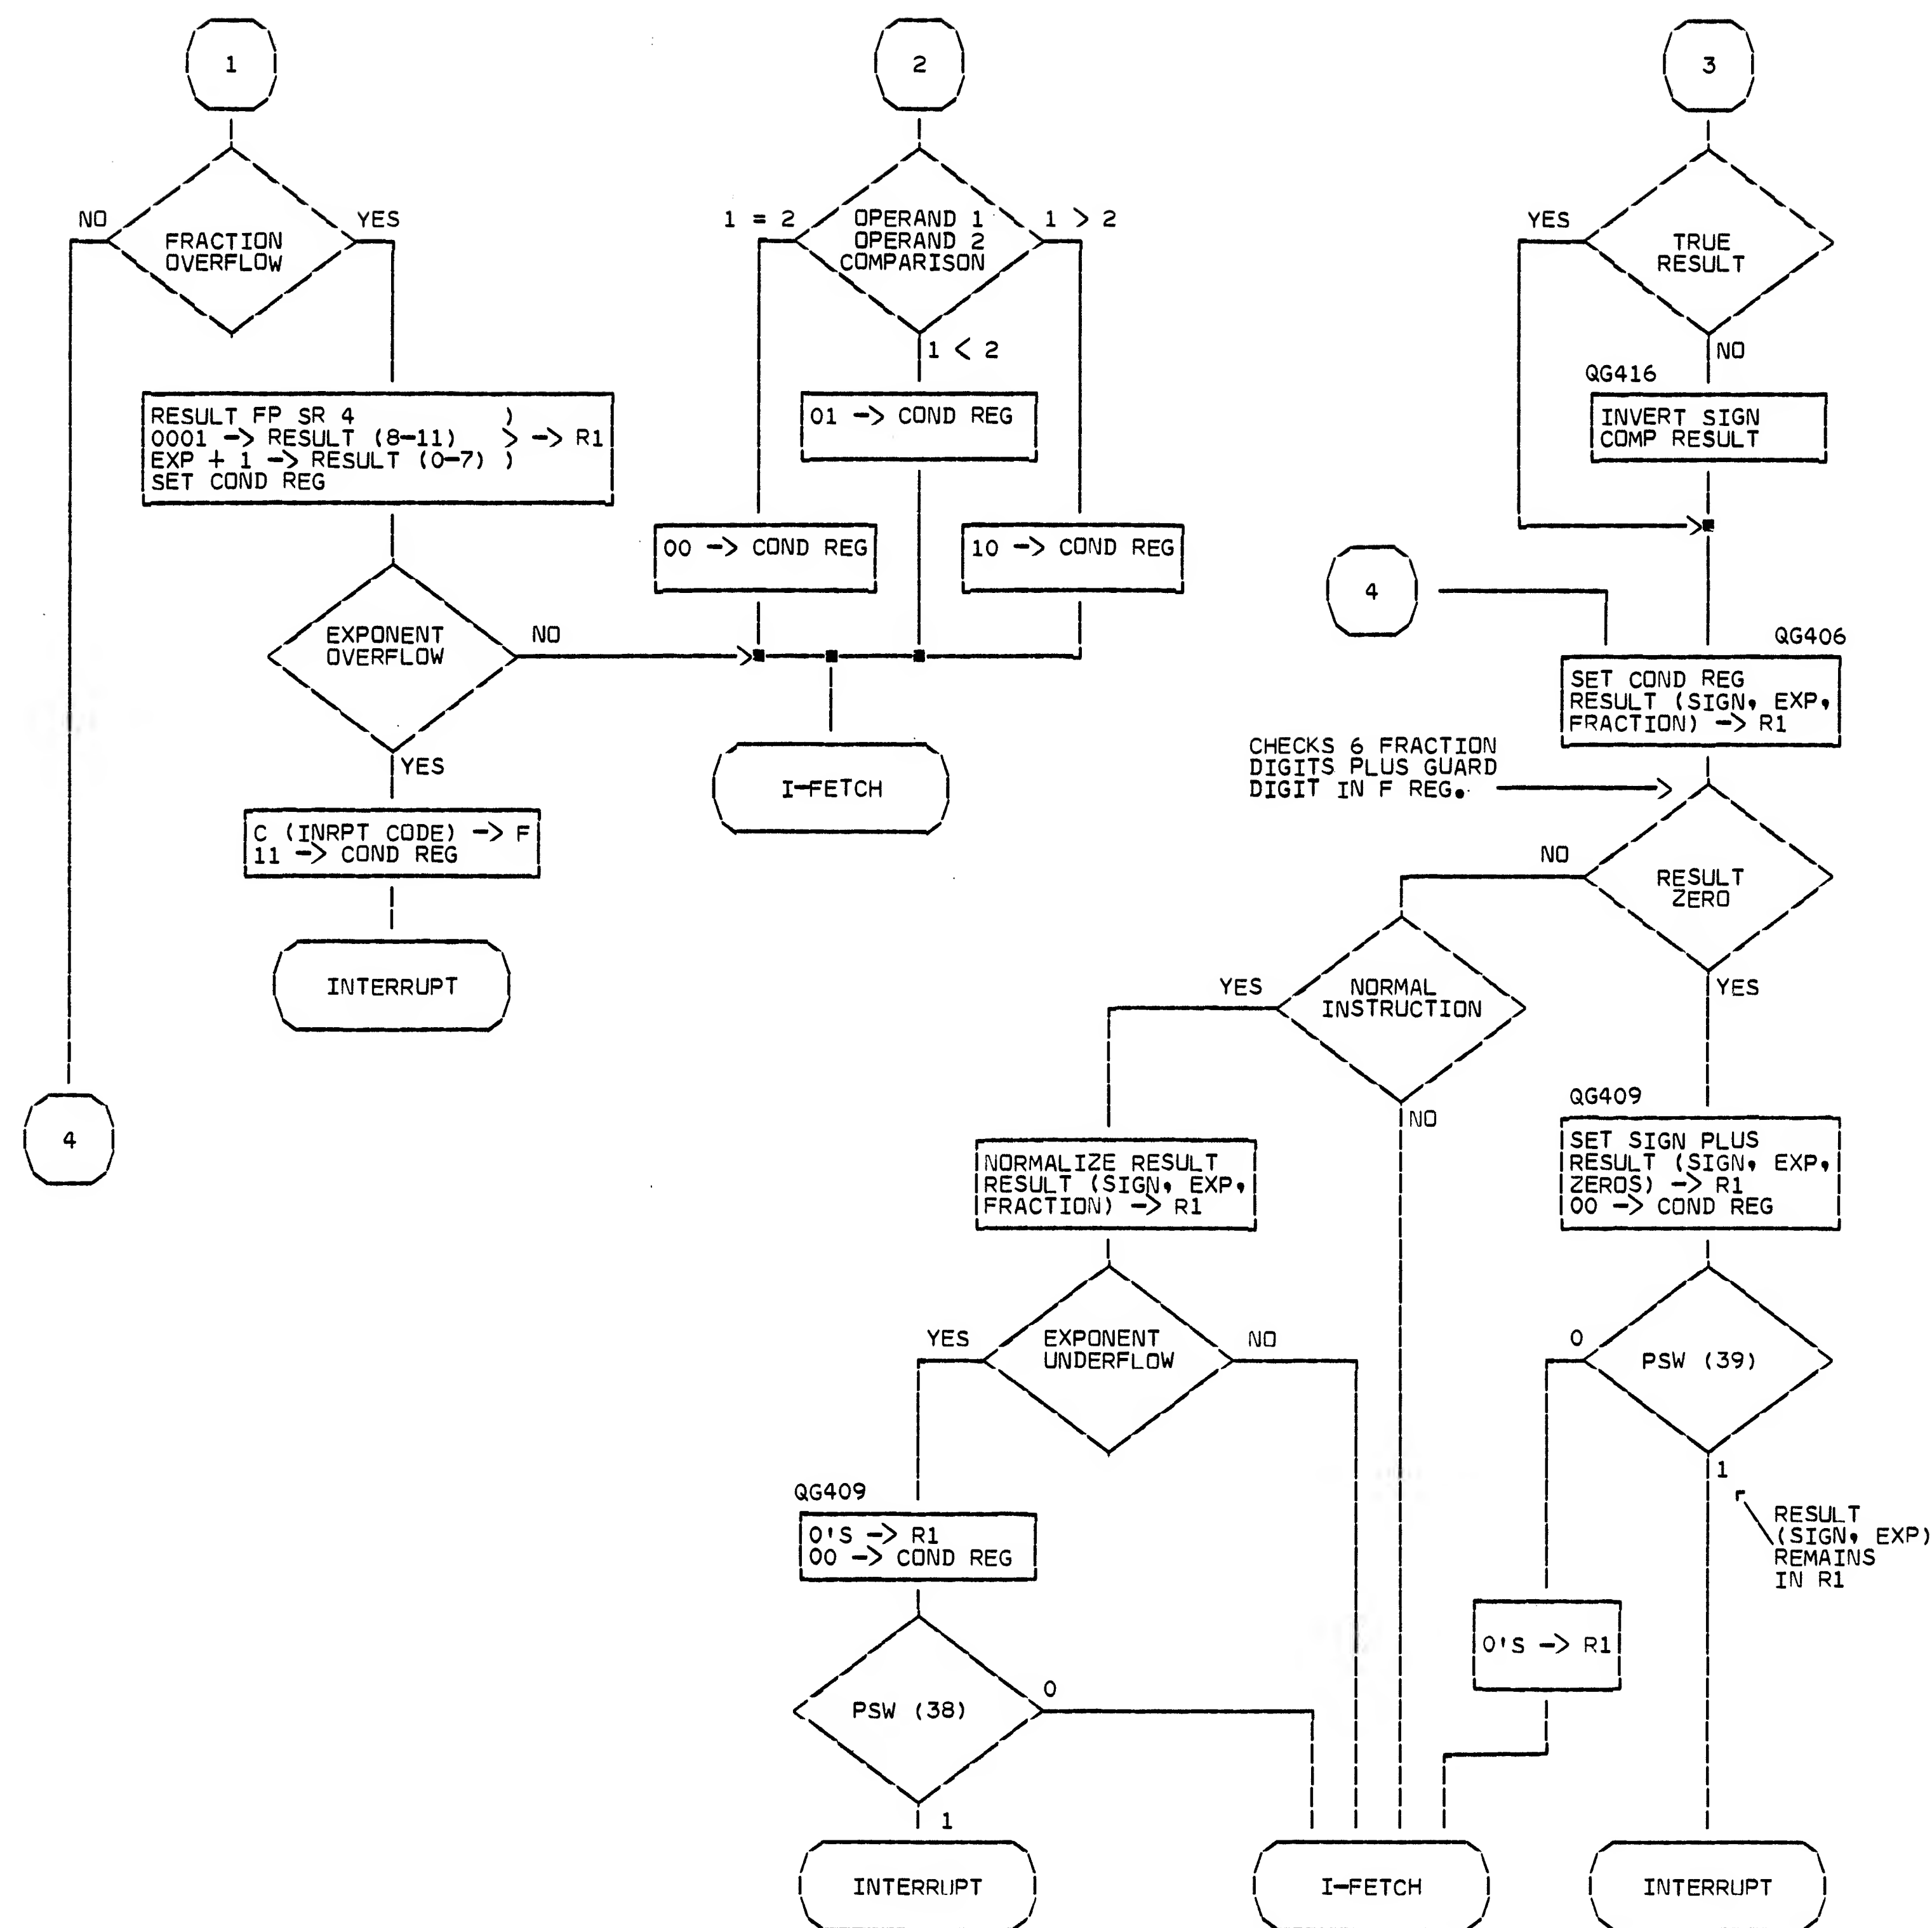 1
NO
YES
FRACTION
OVERFLOW
RESULT FP SR 4 )
0001 -> RESULT (8-11) > -> R1
EXP + 1 -> RESULT (0-7) )
SET COND REG
EXPONENT
OVERFLOW
NO
YES
C (INRPT CODE) -> F
11 -> COND REG
INTERRUPT
4
2
1 = 2
OPERAND 1
OPERAND 2
COMPARISON
1 > 2
1 < 2
01 -> COND REG
00 -> COND REG
10 -> COND REG
I-FETCH
3
YES
TRUE
RESULT
NO
QG416
INVERT SIGN
COMP RESULT
4
QG406
SET COND REG
RESULT (SIGN, EXP,
FRACTION) -> R1
CHECKS 6 FRACTION
DIGITS PLUS GUARD
DIGIT IN F REG.
NO
RESULT
ZERO
YES
YES
NORMAL
INSTRUCTION
NO
NORMALIZE RESULT
RESULT (SIGN, EXP,
FRACTION) -> R1
QG409
SET SIGN PLUS
RESULT (SIGN, EXP,
ZEROS) -> R1
00 -> COND REG
YES
EXPONENT
UNDERFLOW
NO
0
PSW (39)
1
RESULT
(SIGN, EXP)
REMAINS
IN R1
QG409
0'S -> R1
00 -> COND REG
0'S -> R1
PSW (38)
0
1
INTERRUPT
I-FETCH
INTERRUPT